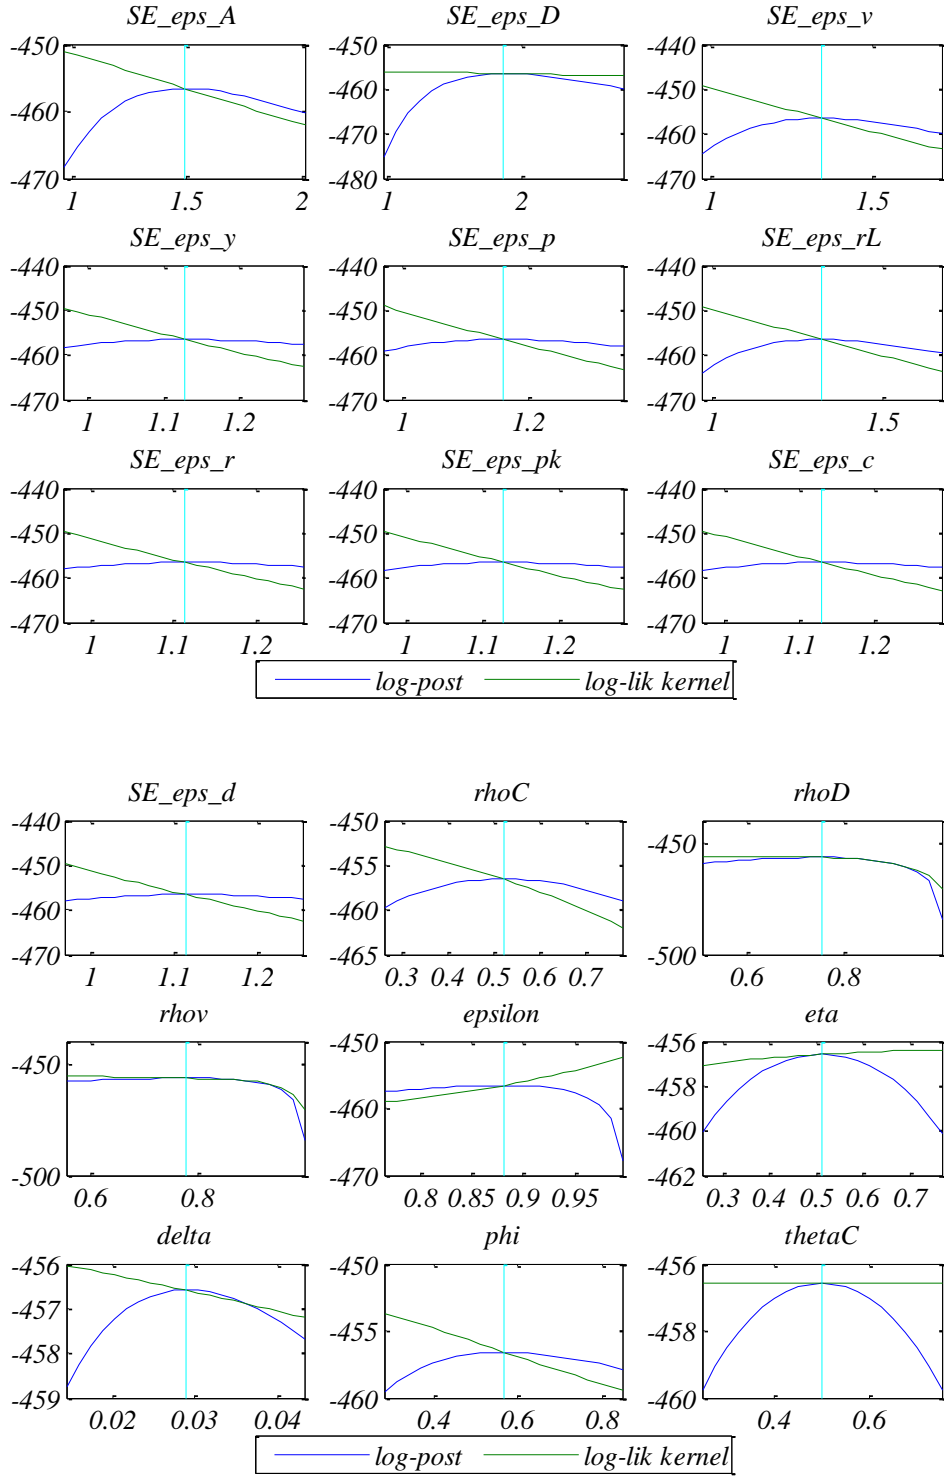 SE_eps_A SE_eps_D SE_eps_v
-450 -450 -440
-460 -460 -450
-470 -460
-470 -480 -470
1 1.5 2 1 2 1 1.5
SE_eps_y SE_eps_p SE_eps_rL
-440 -440 -440
-450 -450 -450
-460 -460 -460
-470 -470 -470
1 1.1 1.2 1 1.2 1 1.5
SE_eps_r SE_eps_pk SE_eps_c
-440 -440 -440
-450 -450 -450
-460 -460 -460
-470 -470 -470
1 1.1 1.2 1 1.1 1.2 1 1.1 1.2
log-post log-lik kernel
SE_eps_d rhoC rhoD
-440 -450
-450 -455 -450
-460 -460
-470 -465 -500
1 1.1 1.2 0.3 0.4 0.5 0.6 0.7 0.6 0.8
rhov epsilon eta
-450 -456
-450 -458
-460 -460
-500 -470 -462
0.6 0.8 0.8 0.85 0.9 0.95 0.3 0.4 0.5 0.6 0.7
delta phi thetaC
-456 -450 -456
-457 -455 -458
-458
-459 -460 -460
0.02 0.03 0.04 0.4 0.6 0.8 0.4 0.6
log-post log-lik kernel